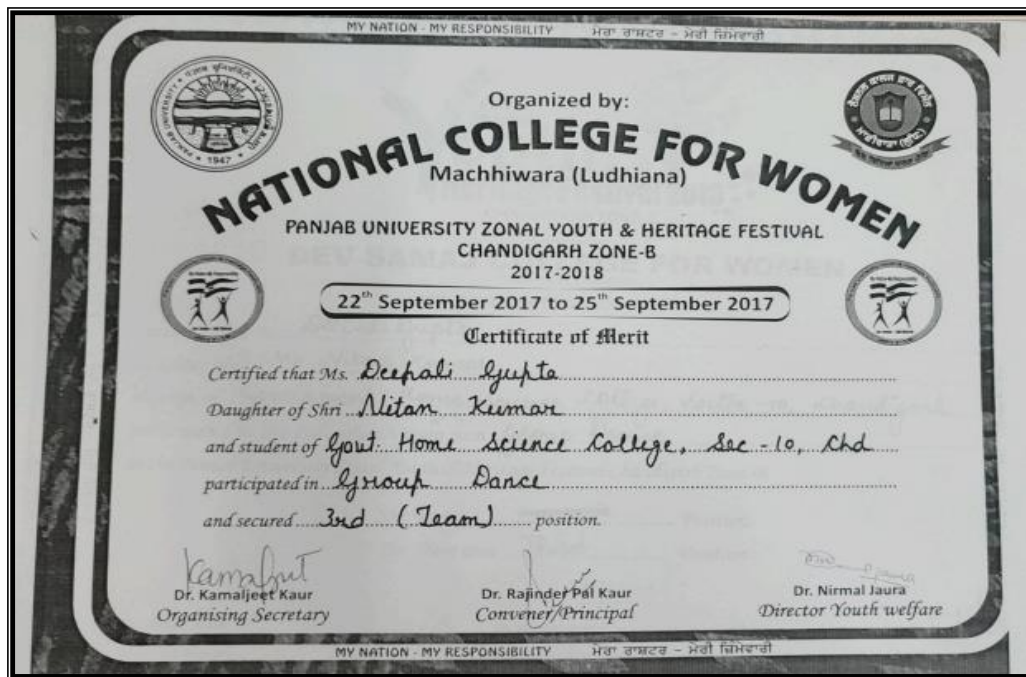 MY NATION - MY RESPONSIBILITY ਮੇਰਾ ਰਾਸ਼ਟਰ - ਮੇਰੀ ਜ਼ਿੰਮੇਵਾਰੀ
PANJAB UNIVERSITY
1947
Organized by:
NATIONAL COLLEGE FOR WOMEN
Machhiwara (Ludhiana)
PANJAB UNIVERSITY ZONAL YOUTH & HERITAGE FESTIVAL
CHANDIGARH ZONE-B
2017-2018
22th September 2017 to 25th September 2017
Certificate of Merit
Certified that Ms. Deepali Gupta
Daughter of Shri Nitan Kumar
and student of Govt Home Science College, Sec-10, Chd
participated in Group Dance
and secured 3rd (Team) position.
Kamaljeet
Dr. Kamaljeet Kaur Dr. Rajinder Pal Kaur Dr. Nirmal Jaura
Organising Secretary Convener/Principal Director Youth welfare
MY NATION - MY RESPONSIBILITY ਮੇਰਾ ਰਾਸ਼ਟਰ - ਮੇਰੀ ਜ਼ਿੰਮੇਵਾਰੀ